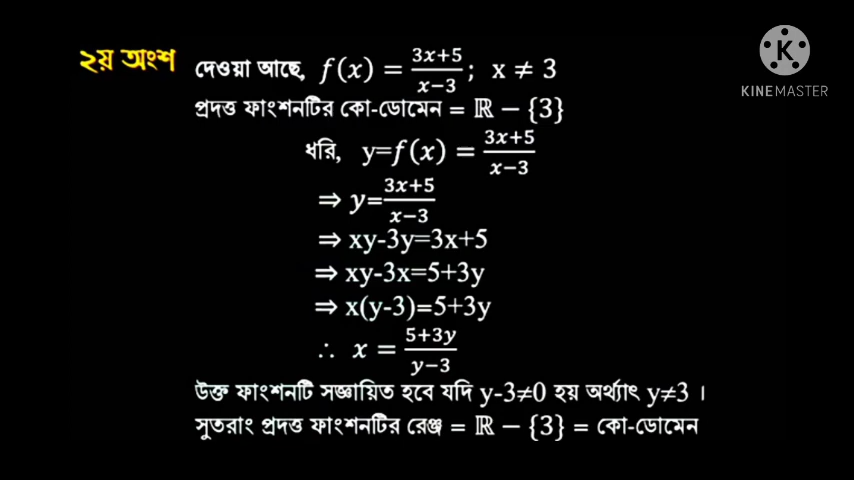 ২য় অংশ
দেওয়া আছে, f(x) = (3x+5)/(x−3); x ≠ 3
KINEMASTER
প্রদত্ত ফাংশনটির কো-ডোমেন = ℝ − {3}
ধরি, y=f(x) = (3x+5)/(x−3)
⇒ y=(3x+5)/(x−3)
⇒ xy-3y=3x+5
⇒ xy-3x=5+3y
⇒ x(y-3)=5+3y
∴ x = (5+3y)/(y−3)
উক্ত ফাংশনটি সজ্ঞায়িত হবে যদি y-3≠0 হয় অর্থ্যাৎ y≠3 ।
সুতরাং প্রদত্ত ফাংশনটির রেঞ্জ = ℝ − {3} = কো-ডোমেন